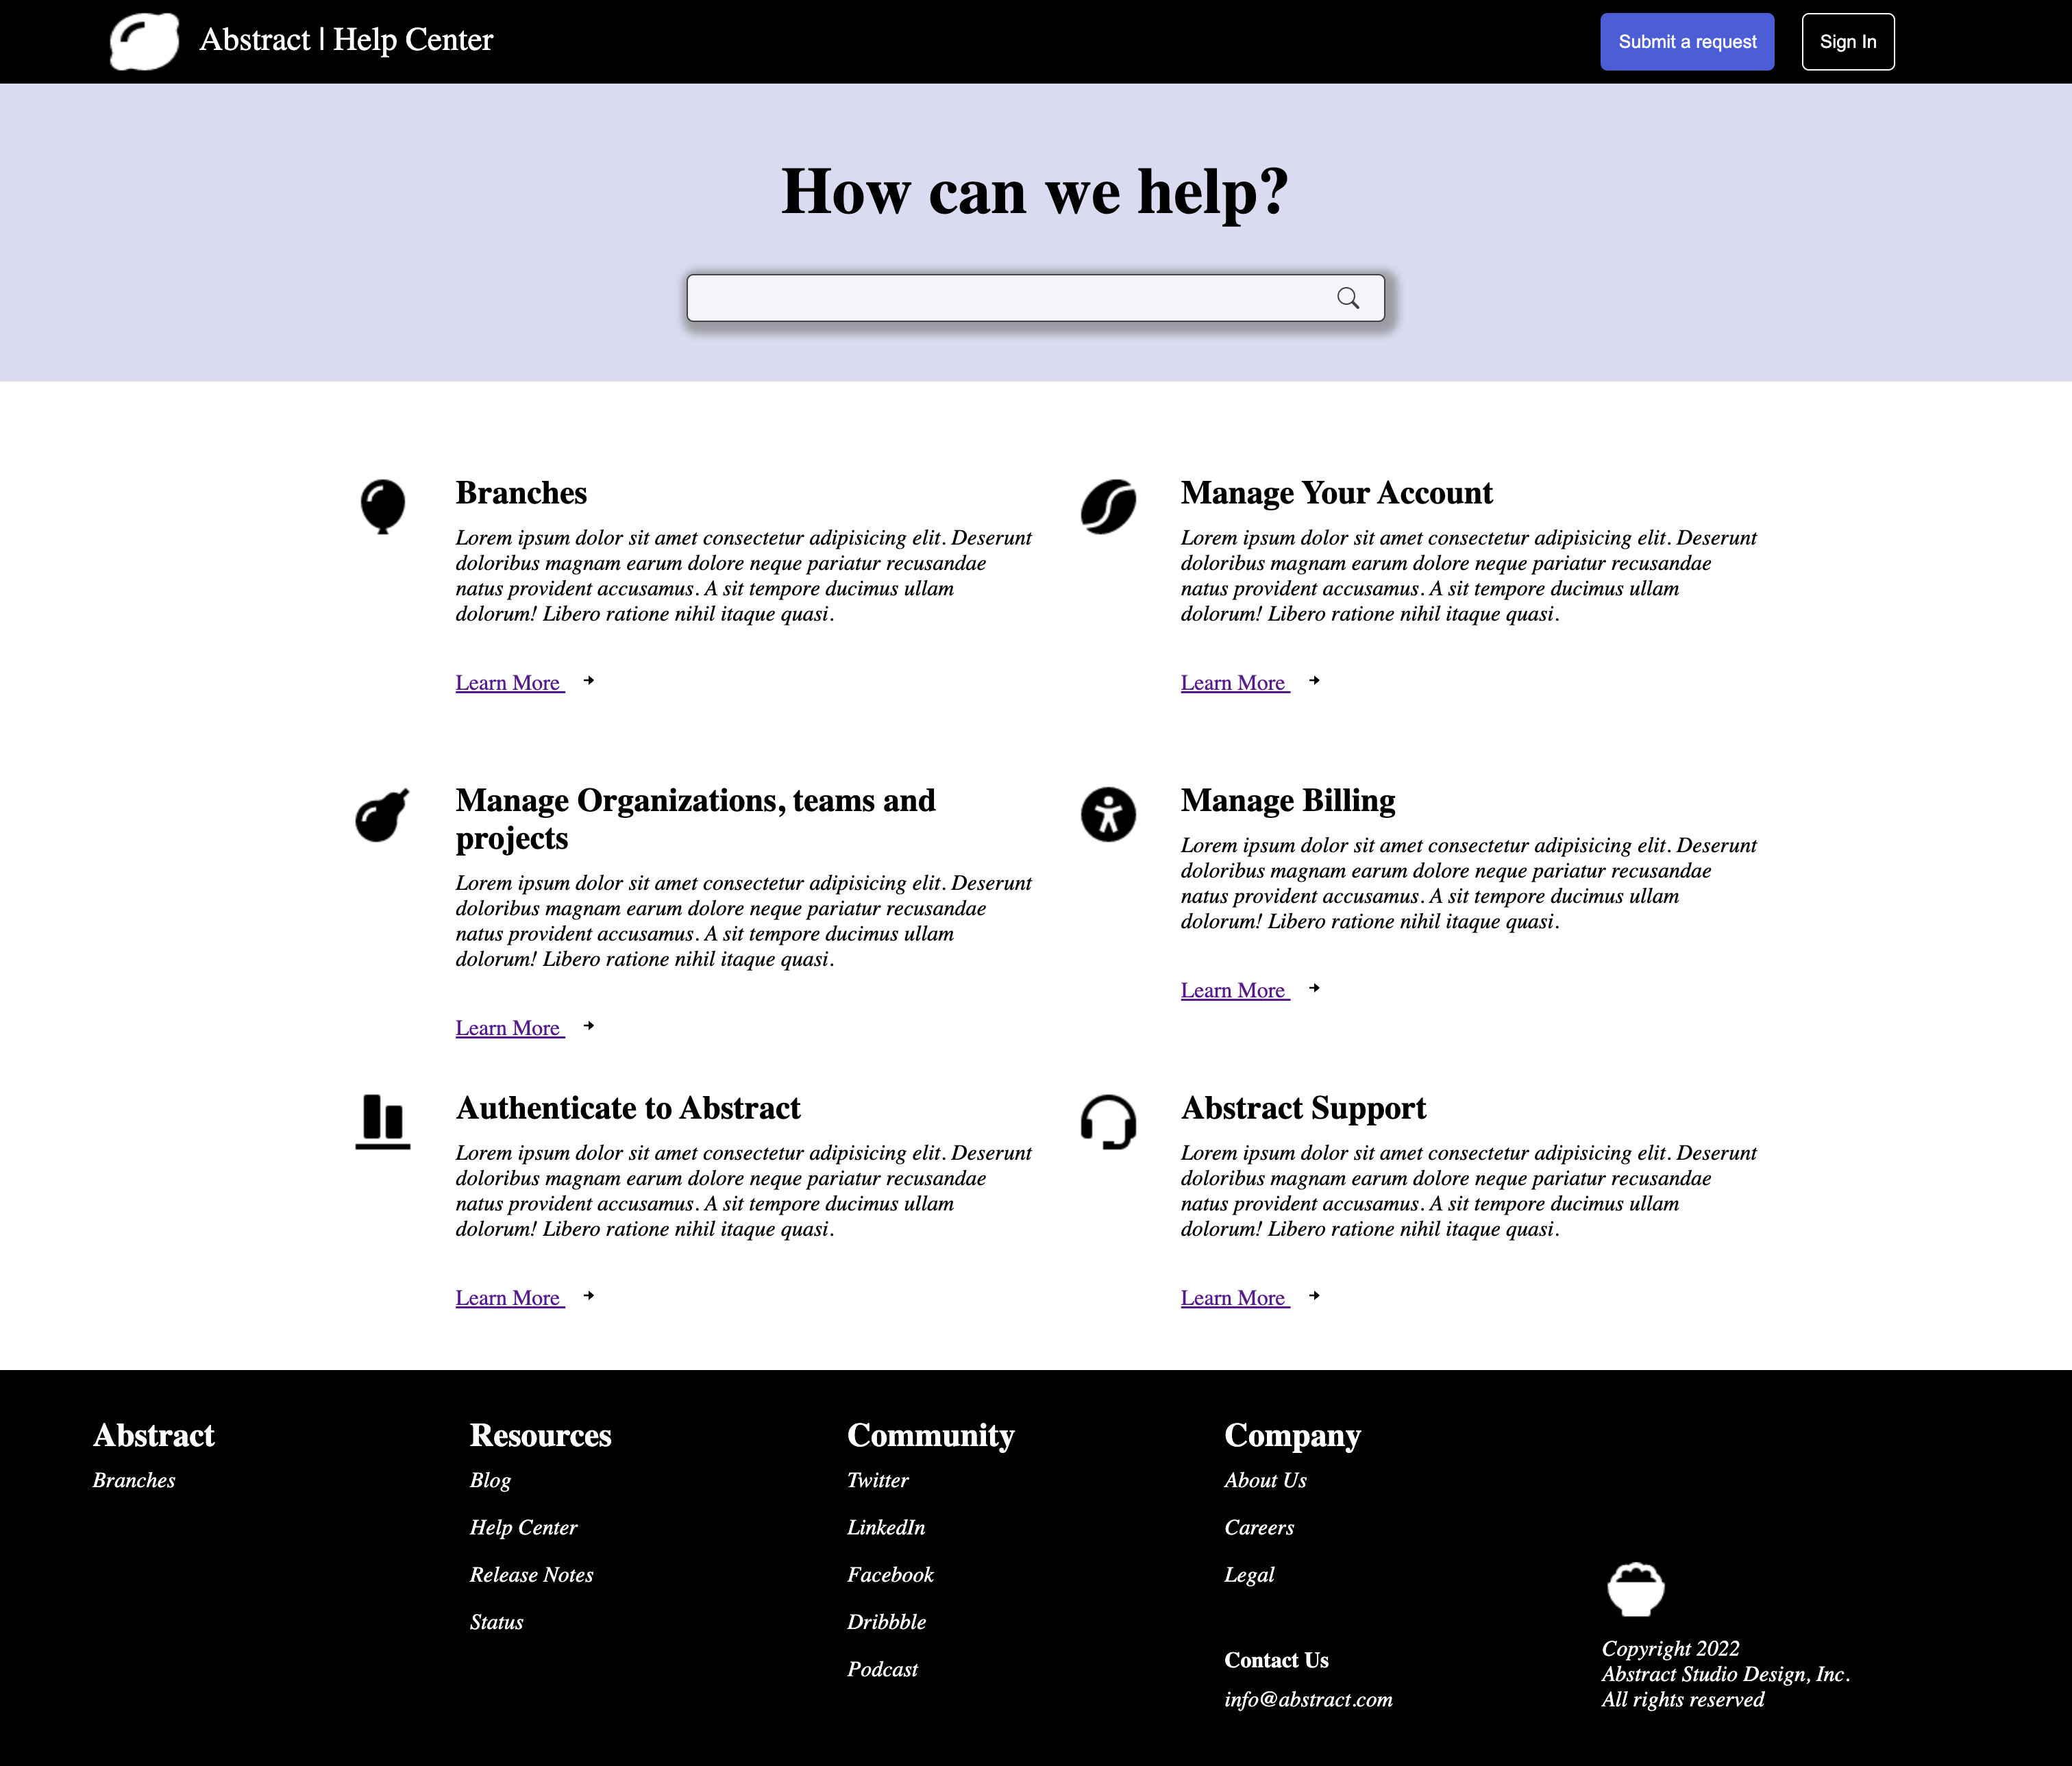 Abstract | Help Center
Submit a request
Sign In
How can we help?
Branches
Lorem ipsum dolor sit amet consectetur adipisicing elit. Deserunt
doloribus magnam earum dolore neque pariatur recusandae
natus provident accusamus. A sit tempore ducimus ullam
dolorum! Libero ratione nihil itaque quasi.
Learn More
Manage Your Account
Lorem ipsum dolor sit amet consectetur adipisicing elit. Deserunt
doloribus magnam earum dolore neque pariatur recusandae
natus provident accusamus. A sit tempore ducimus ullam
dolorum! Libero ratione nihil itaque quasi.
Learn More
Manage Organizations, teams and
projects
Lorem ipsum dolor sit amet consectetur adipisicing elit. Deserunt
doloribus magnam earum dolore neque pariatur recusandae
natus provident accusamus. A sit tempore ducimus ullam
dolorum! Libero ratione nihil itaque quasi.
Learn More
Manage Billing
Lorem ipsum dolor sit amet consectetur adipisicing elit. Deserunt
doloribus magnam earum dolore neque pariatur recusandae
natus provident accusamus. A sit tempore ducimus ullam
dolorum! Libero ratione nihil itaque quasi.
Learn More
Authenticate to Abstract
Lorem ipsum dolor sit amet consectetur adipisicing elit. Deserunt
doloribus magnam earum dolore neque pariatur recusandae
natus provident accusamus. A sit tempore ducimus ullam
dolorum! Libero ratione nihil itaque quasi.
Learn More
Abstract Support
Lorem ipsum dolor sit amet consectetur adipisicing elit. Deserunt
doloribus magnam earum dolore neque pariatur recusandae
natus provident accusamus. A sit tempore ducimus ullam
dolorum! Libero ratione nihil itaque quasi.
Learn More
Abstract
Branches
Resources
Blog
Help Center
Release Notes
Status
Community
Twitter
LinkedIn
Facebook
Dribbble
Podcast
Company
About Us
Careers
Legal
Contact Us
info@abstract.com
Copyright 2022
Abstract Studio Design, Inc.
All rights reserved